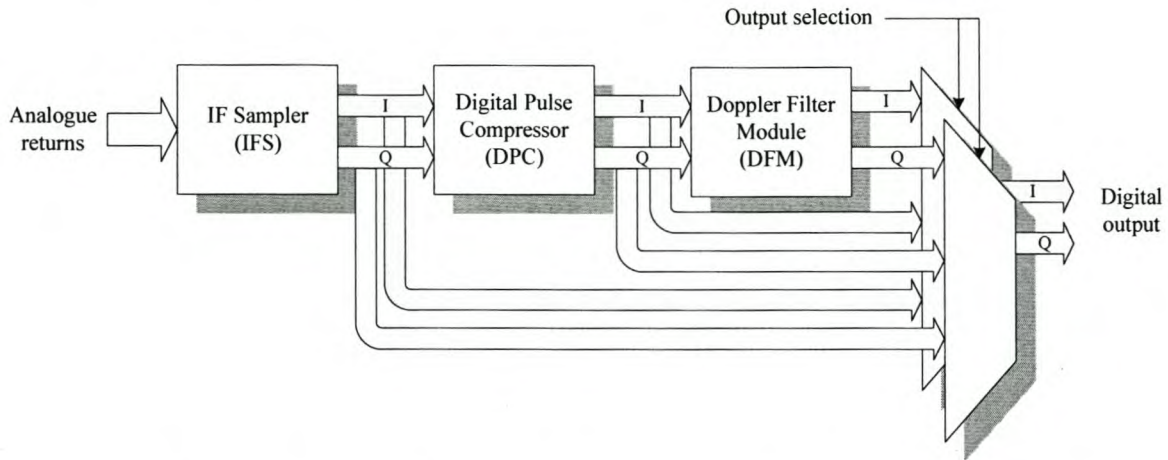 Output selection
Analogue
returns
IF Sampler
(IFS)
I
Q
Digital Pulse
Compressor
(DPC)
I
Q
Doppler Filter
Module
(DFM)
I
Q
I
Q
Digital
output